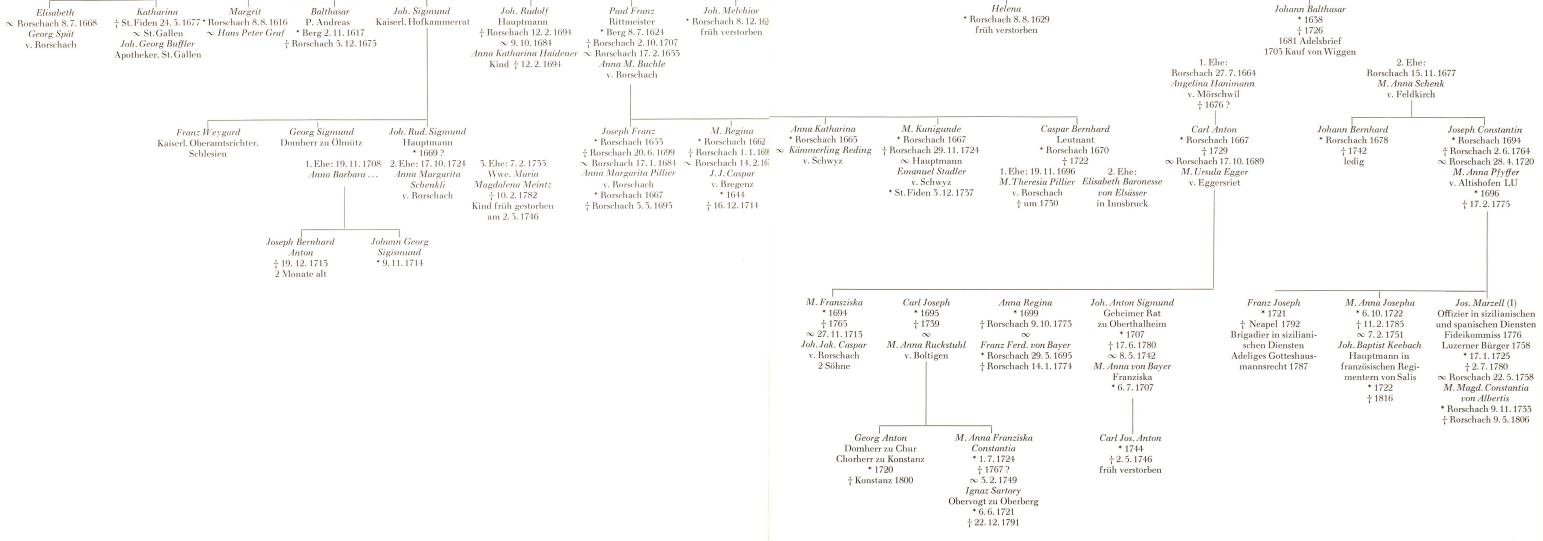 Elisabeth
∞ Rorschach 8.7.1668
Georg Spät
v. Rorschach
Katharina
‡ St. Fiden 24.5.1677
∞ St. Gallen
Joh. Georg Buffler
Apotheker, St. Gallen
Margrit
* Rorschach 8.8.1616
∞ Hans Peter Graf
Balthasar
P. Andreas
* Berg 2.11.1617
‡ Rorschach 5.12.1675
Joh. Sigmund
Kaiserl. Hofkammerrat
Joh. Rudolf
Hauptmann
‡ Rorschach 12.2.1694
∞ 9.10.1684
Anna Katharina Haidener
Kind ‡ 12.2.1694
Paul Franz
Rittmeister
* Berg 8.7.1624
‡ Rorschach 2.10.1707
∞ Rorschach 17.2.1653
Anna M. Buchle
v. Rorschach
Joh. Melchior
* Rorschach 8.12.162
früh verstorben
Helena
* Rorschach 8.8.1629
früh verstorben
Johann Balthasar
* 1638
‡ 1726
1681 Adelsbrief
1705 Kauf von Wiggen
1. Ehe:
Rorschach 27.7.1664
Angelina Hanimann
v. Mörschwil
‡ 1676 ?
2. Ehe:
Rorschach 15.11.1677
M. Anna Schenk
v. Feldkirch
Franz Weygard
Kaiserl. Oberamtsrichter.
Schlesien
Georg Sigmund
Domherr zu Olmütz
1. Ehe: 19.11.1708
Anna Barbara ...
Joh. Rud. Sigmund
Hauptmann
* 1669 ?
2. Ehe: 17.10.1724
Anna Margarita
Schenkli
v. Rorschach
3. Ehe: 7.2.1735
Wwe. Maria
Magdalena Meintz
‡ 10.2.1782
Kind früh gestorben
am 2.5.1746
Joseph Franz
* Rorschach 1655
‡ Rorschach 20.6.1699
∞ Rorschach 17.1.1684
Anna Margarita Pillier
v. Rorschach
* Rorschach 1667
‡ Rorschach 5.5.1695
M. Regina
* Rorschach 1662
‡ Rorschach 1.1.169
∞ Rorschach 14.2.16
J.J. Caspar
v. Bregenz
* 1644
‡ 16.12.1714
Anna Katharina
* Rorschach 1665
∞ Kämmerling Reding
v. Schwyz
M. Kunigunde
* Rorschach 1667
‡ Rorschach 29.11.1724
∞ Hauptmann
Emanuel Stadler
v. Schwyz
* St. Fiden 3.12.1737
Caspar Bernhard
Leutnant
* Rorschach 1670
‡ 1722
1. Ehe: 19.11.1696
M. Theresia Pillier
v. Rorschach
‡ um 1730
2. Ehe:
Elisabeth Baronesse
von Elsässer
in Innsbruck
Carl Anton
* Rorschach 1667
‡ 1729
∞ Rorschach 17.10.1689
M. Ursula Egger
v. Eggersriet
Johann Bernhard
* Rorschach 1678
‡ 1742
ledig
Joseph Constantin
* Rorschach 1694
‡ Rorschach 2.6.1764
∞ Rorschach 28.4.1720
M. Anna Pfyffer
v. Altishofen LU
* 1696
‡ 17.2.1775
Joseph Bernhard
Anton
‡ 19.12.1713
2 Monate alt
Johann Georg
Sigismund
* 9.11.1714
M. Fransziska
* 1694
‡ 1765
∞ 27.11.1715
Joh. Jak. Caspar
v. Rorschach
2 Söhne
Carl Joseph
* 1695
‡ 1739
∞
M. Anna Ruckstuhl
v. Boltigen
Anna Regina
* 1699
‡ Rorschach 9.10.1773
∞
Franz Ferd. von Bayer
* Rorschach 29.3.1695
‡ Rorschach 14.1.1774
Joh. Anton Sigmund
Geheimer Rat
zu Oberthalheim
* 1707
‡ 17.6.1780
∞ 8.5.1742
M. Anna von Bayer
Franziska
* 6.7.1707
Franz Joseph
* 1721
‡ Neapel 1792
Brigadier in siziliani-
schen Diensten
Adeliges Gotteshaus-
mannsrecht 1787
M. Anna Josepha
* 6.10.1722
‡ 11.2.1785
∞ 7.2.1751
Joh. Baptist Keebach
Hauptmann in
französischen Regi-
mentern von Salis
* 1722
‡ 1816
Jos. Marzell (I)
Offizier in sizilianischen
und spanischen Diensten
Fideikommiss 1776
Luzerner Bürger 1758
* 17.1.1725
‡ 2.7.1780
∞ Rorschach 22.5.1758
M. Magd. Constantia
von Albertis
* Rorschach 9.11.1735
‡ Rorschach 9.5.1806
Georg Anton
Domherr zu Chur
Chorherr zu Konstanz
* 1720
‡ Konstanz 1800
M. Anna Franziska
Constantia
* 1.7.1724
‡ 1767 ?
∞ 3.2.1749
Ignaz Sartory
Obervogt zu Oberberg
* 6.6.1721
‡ 22.12.1791
Carl Jos. Anton
* 1744
‡ 2.5.1746
früh verstorben